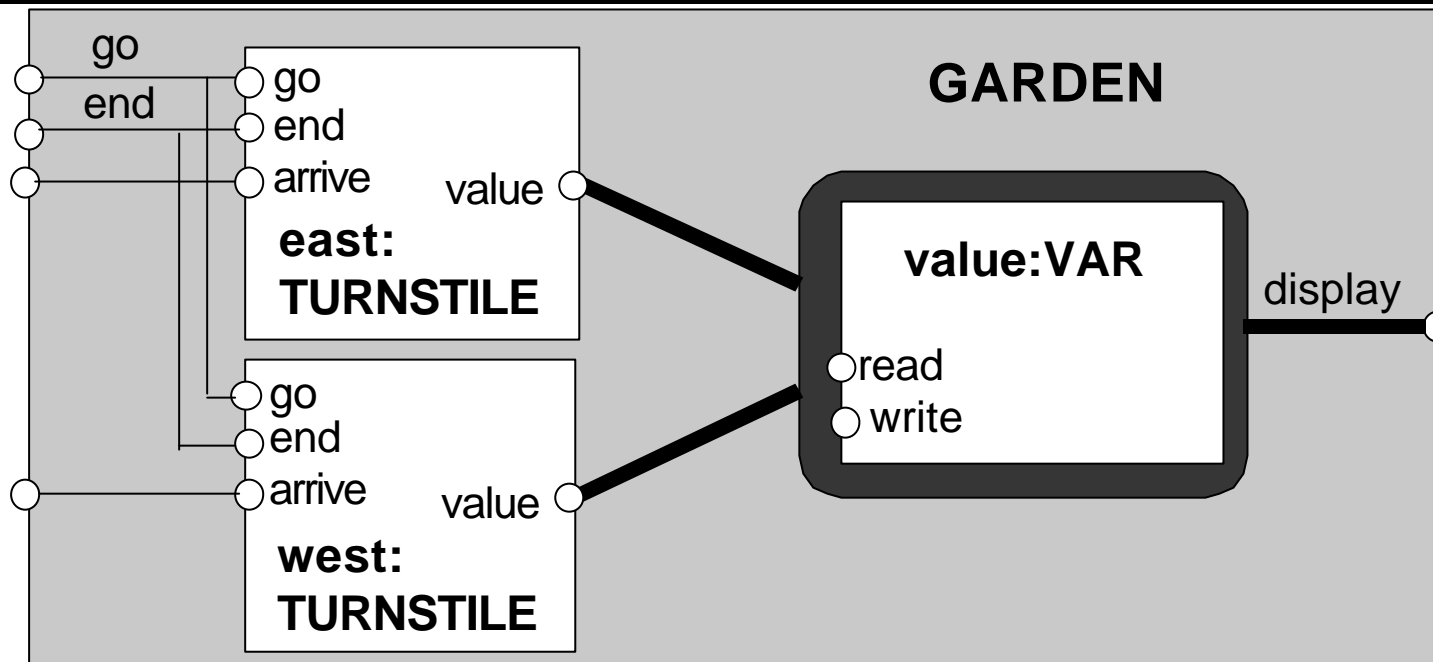 go
end
GARDEN
go
end
arrive
value
east:
TURNSTILE
go
end
arrive
value
west:
TURNSTILE
value:VAR
read
write
display